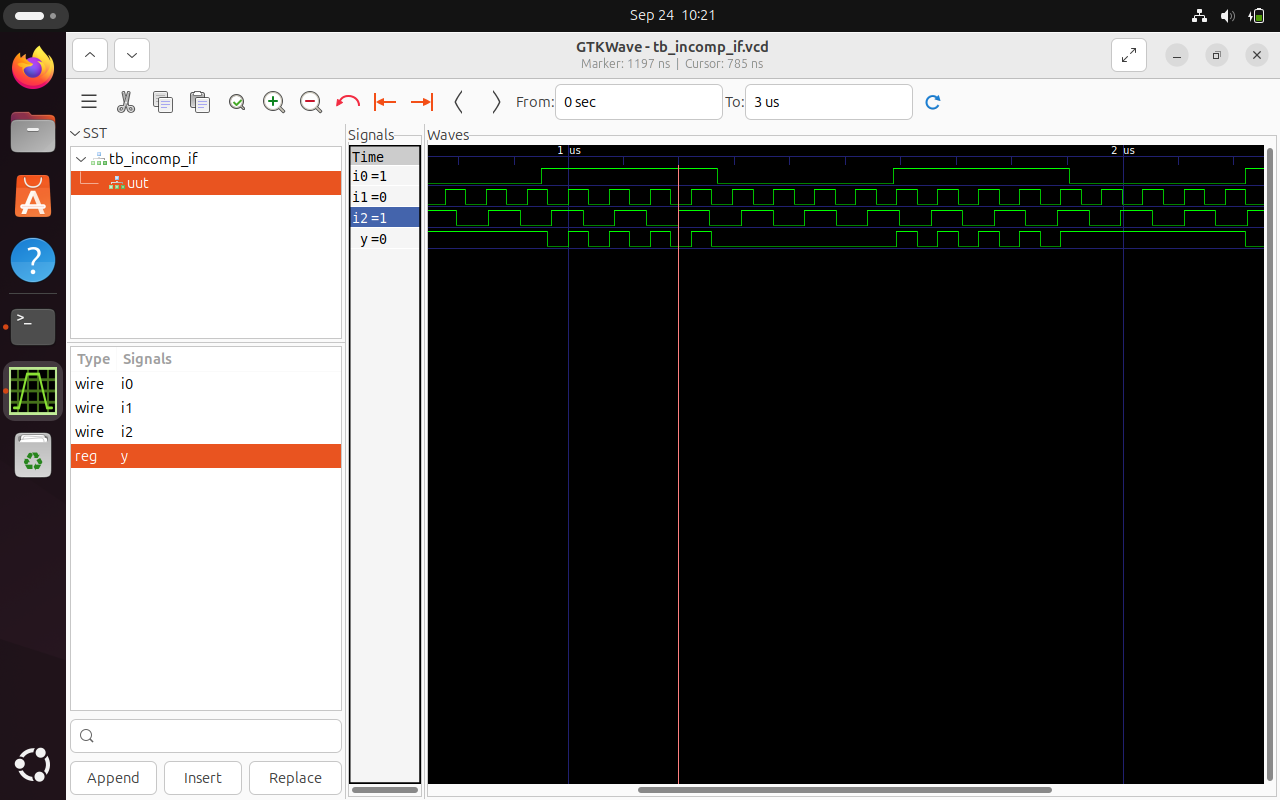 Sep 24 10:21
GTKWave - tb_incomp_if.vcd
Marker: 1197 ns | Cursor: 785 ns
From: 0 sec To: 3 us
SST
tb_incomp_if
uut
Type Signals
wire i0
wire i1
wire i2
reg y
Append Insert Replace
Signals
Time
i0=1
i1=0
i2=1
y=0
Waves
1 us 2 us